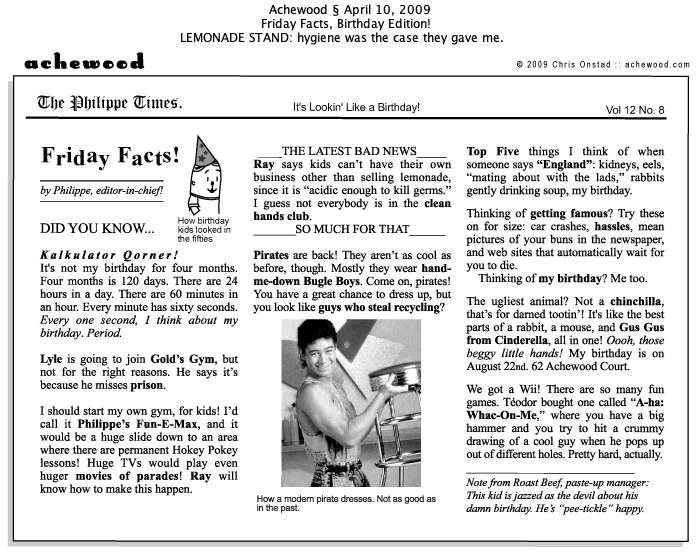 Achewood § April 10, 2009
Friday Facts, Birthday Edition!
LEMONADE STAND: hygiene was the case they gave me.
achewood
© 2009 Chris Onstad :: achewood.com
The Philippe Times.
It's Lookin' Like a Birthday!
Vol 12 No. 8
Friday Facts!
by Philippe, editor-in-chief!
How birthday
kids looked in
the fifties
DID YOU KNOW...
Kalkulator Qorner!
It's not my birthday for four months.
Four months is 120 days. There are 24
hours in a day. There are 60 minutes in
an hour. Every minute has sixty seconds.
Every one second, I think about my
birthday. Period.
Lyle is going to join Gold's Gym, but
not for the right reasons. He says it's
because he misses prison.
I should start my own gym, for kids! I'd
call it Philippe's Fun-E-Max, and it
would be a huge slide down to an area
where there are permanent Hokey Pokey
lessons! Huge TVs would play even
huger movies of parades! Ray will
know how to make this happen.
THE LATEST BAD NEWS
Ray says kids can't have their own
business other than selling lemonade,
since it is "acidic enough to kill germs."
I guess not everybody is in the clean
hands club.
SO MUCH FOR THAT
Pirates are back! They aren't as cool as
before, though. Mostly they wear hand-
me-down Bugle Boys. Come on, pirates!
You have a great chance to dress up, but
you look like guys who steal recycling?
How a modern pirate dresses. Not as good as
in the past.
Top Five things I think of when
someone says "England": kidneys, eels,
"mating about with the lads," rabbits
gently drinking soup, my birthday.
Thinking of getting famous? Try these
on for size: car crashes, hassles, mean
pictures of your buns in the newspaper,
and web sites that automatically wait for
you to die.
Thinking of my birthday? Me too.
The ugliest animal? Not a chinchilla,
that's for darned tootin'! It's like the best
parts of a rabbit, a mouse, and Gus Gus
from Cinderella, all in one! Oooh, those
beggy little hands! My birthday is on
August 22nd. 62 Achewood Court.
We got a Wii! There are so many fun
games. Téodor bought one called "A-ha:
Whac-On-Me," where you have a big
hammer and you try to hit a crummy
drawing of a cool guy when he pops up
out of different holes. Pretty hard, actually.
Note from Roast Beef, paste-up manager:
This kid is jazzed as the devil about his
damn birthday. He's "pee-tickle" happy.